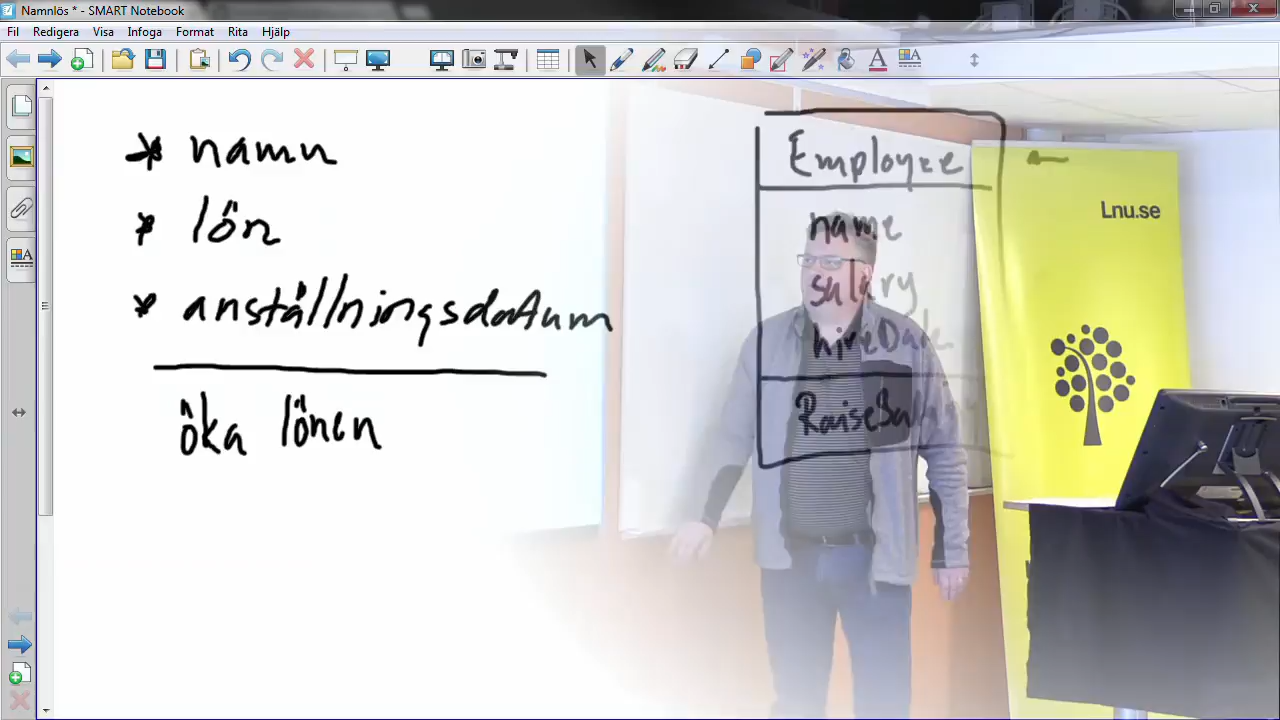 Namnlös * - SMART Notebook
Fil Redigera Visa Infoga Format Rita Hjälp
* namn
* lön
* anställningsdatum
öka lönen
Employee
name
salary
hireDate
Lnu.se